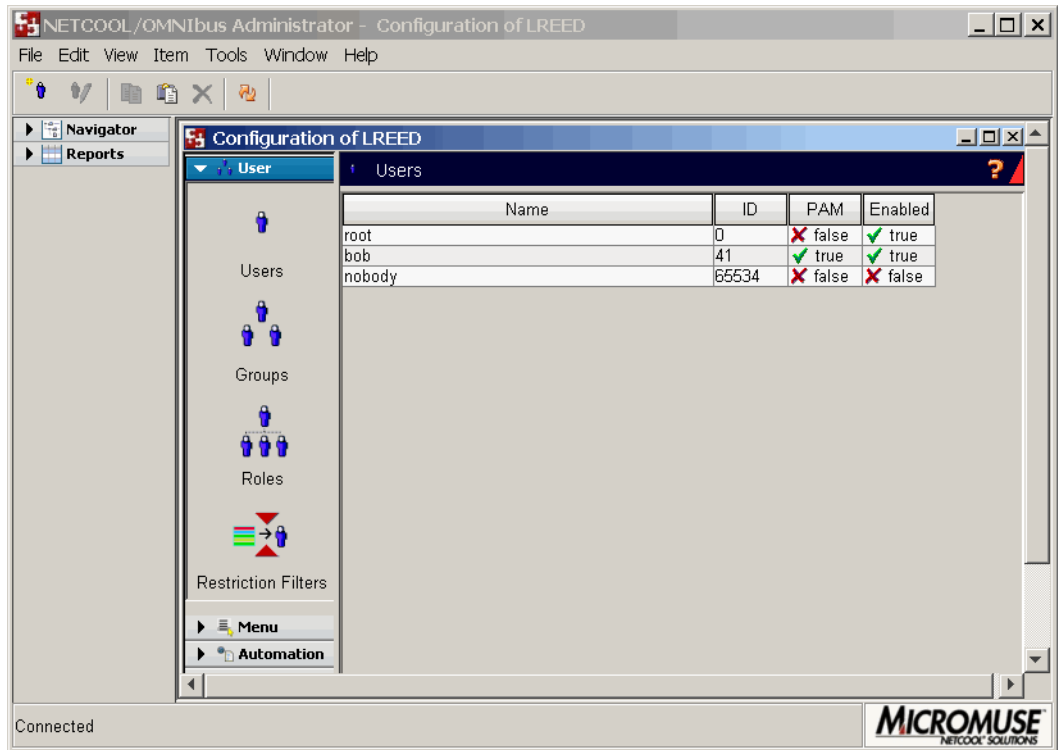 NETCOOL/OMNIbus Administrator - Configuration of LREED
File Edit View Item Tools Window Help
Navigator
Reports
Configuration of LREED
User
Users
?
Name ID PAM Enabled
root 0 false true
bob 41 true true
nobody 65534 false false
Users
Groups
Roles
Restriction Filters
Menu
Automation
Connected
MICROMUSE
NETCOOL® SOLUTIONS